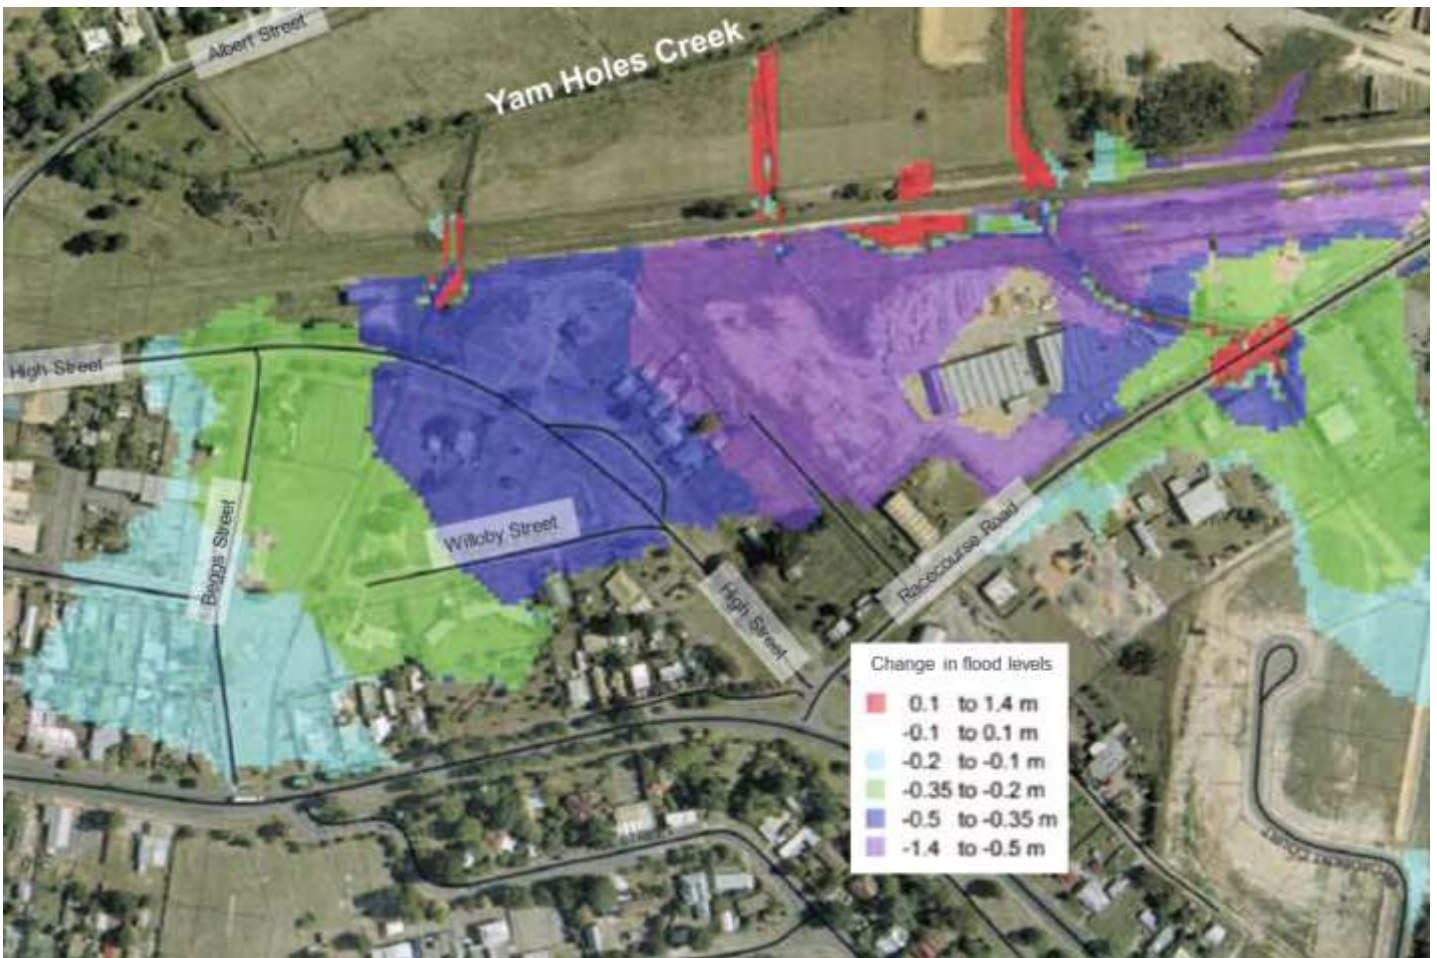 Albert Street
Yam Holes Creek
High Street
Beggs Street
Willoby Street
High Street
Racecourse Road
Change in flood levels
0.1 to 1.4 m
-0.1 to 0.1 m
-0.2 to -0.1 m
-0.35 to -0.2 m
-0.5 to -0.35 m
-1.4 to -0.5 m
Court